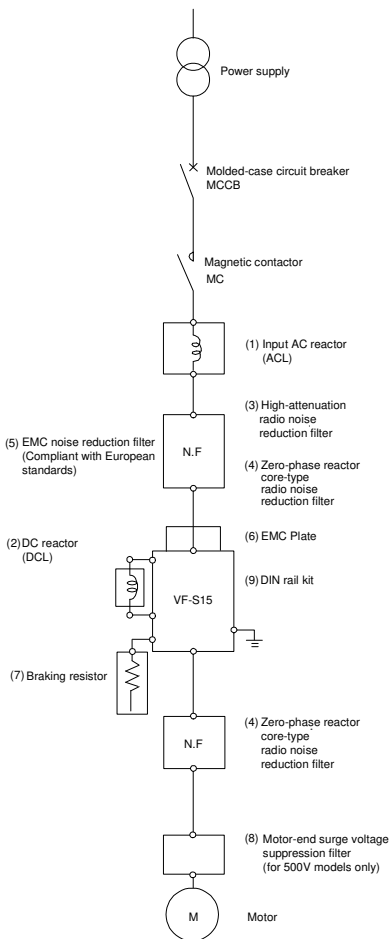 Power supply
Molded-case circuit breaker
MCCB
Magnetic contactor
MC
(1) Input AC reactor
(ACL)
(3) High-attenuation
radio noise
reduction filter
(5) EMC noise reduction filter
(Compliant with European
standards)
N.F
(4) Zero-phase reactor
core-type
radio noise
reduction filter
(2) DC reactor
(DCL)
(6) EMC Plate
(9) DIN rail kit
VF-S15
(7) Braking resistor
N.F
(4) Zero-phase reactor
core-type
radio noise
reduction filter
(8) Motor-end surge voltage
suppression filter
(for 500V models only)
M
Motor